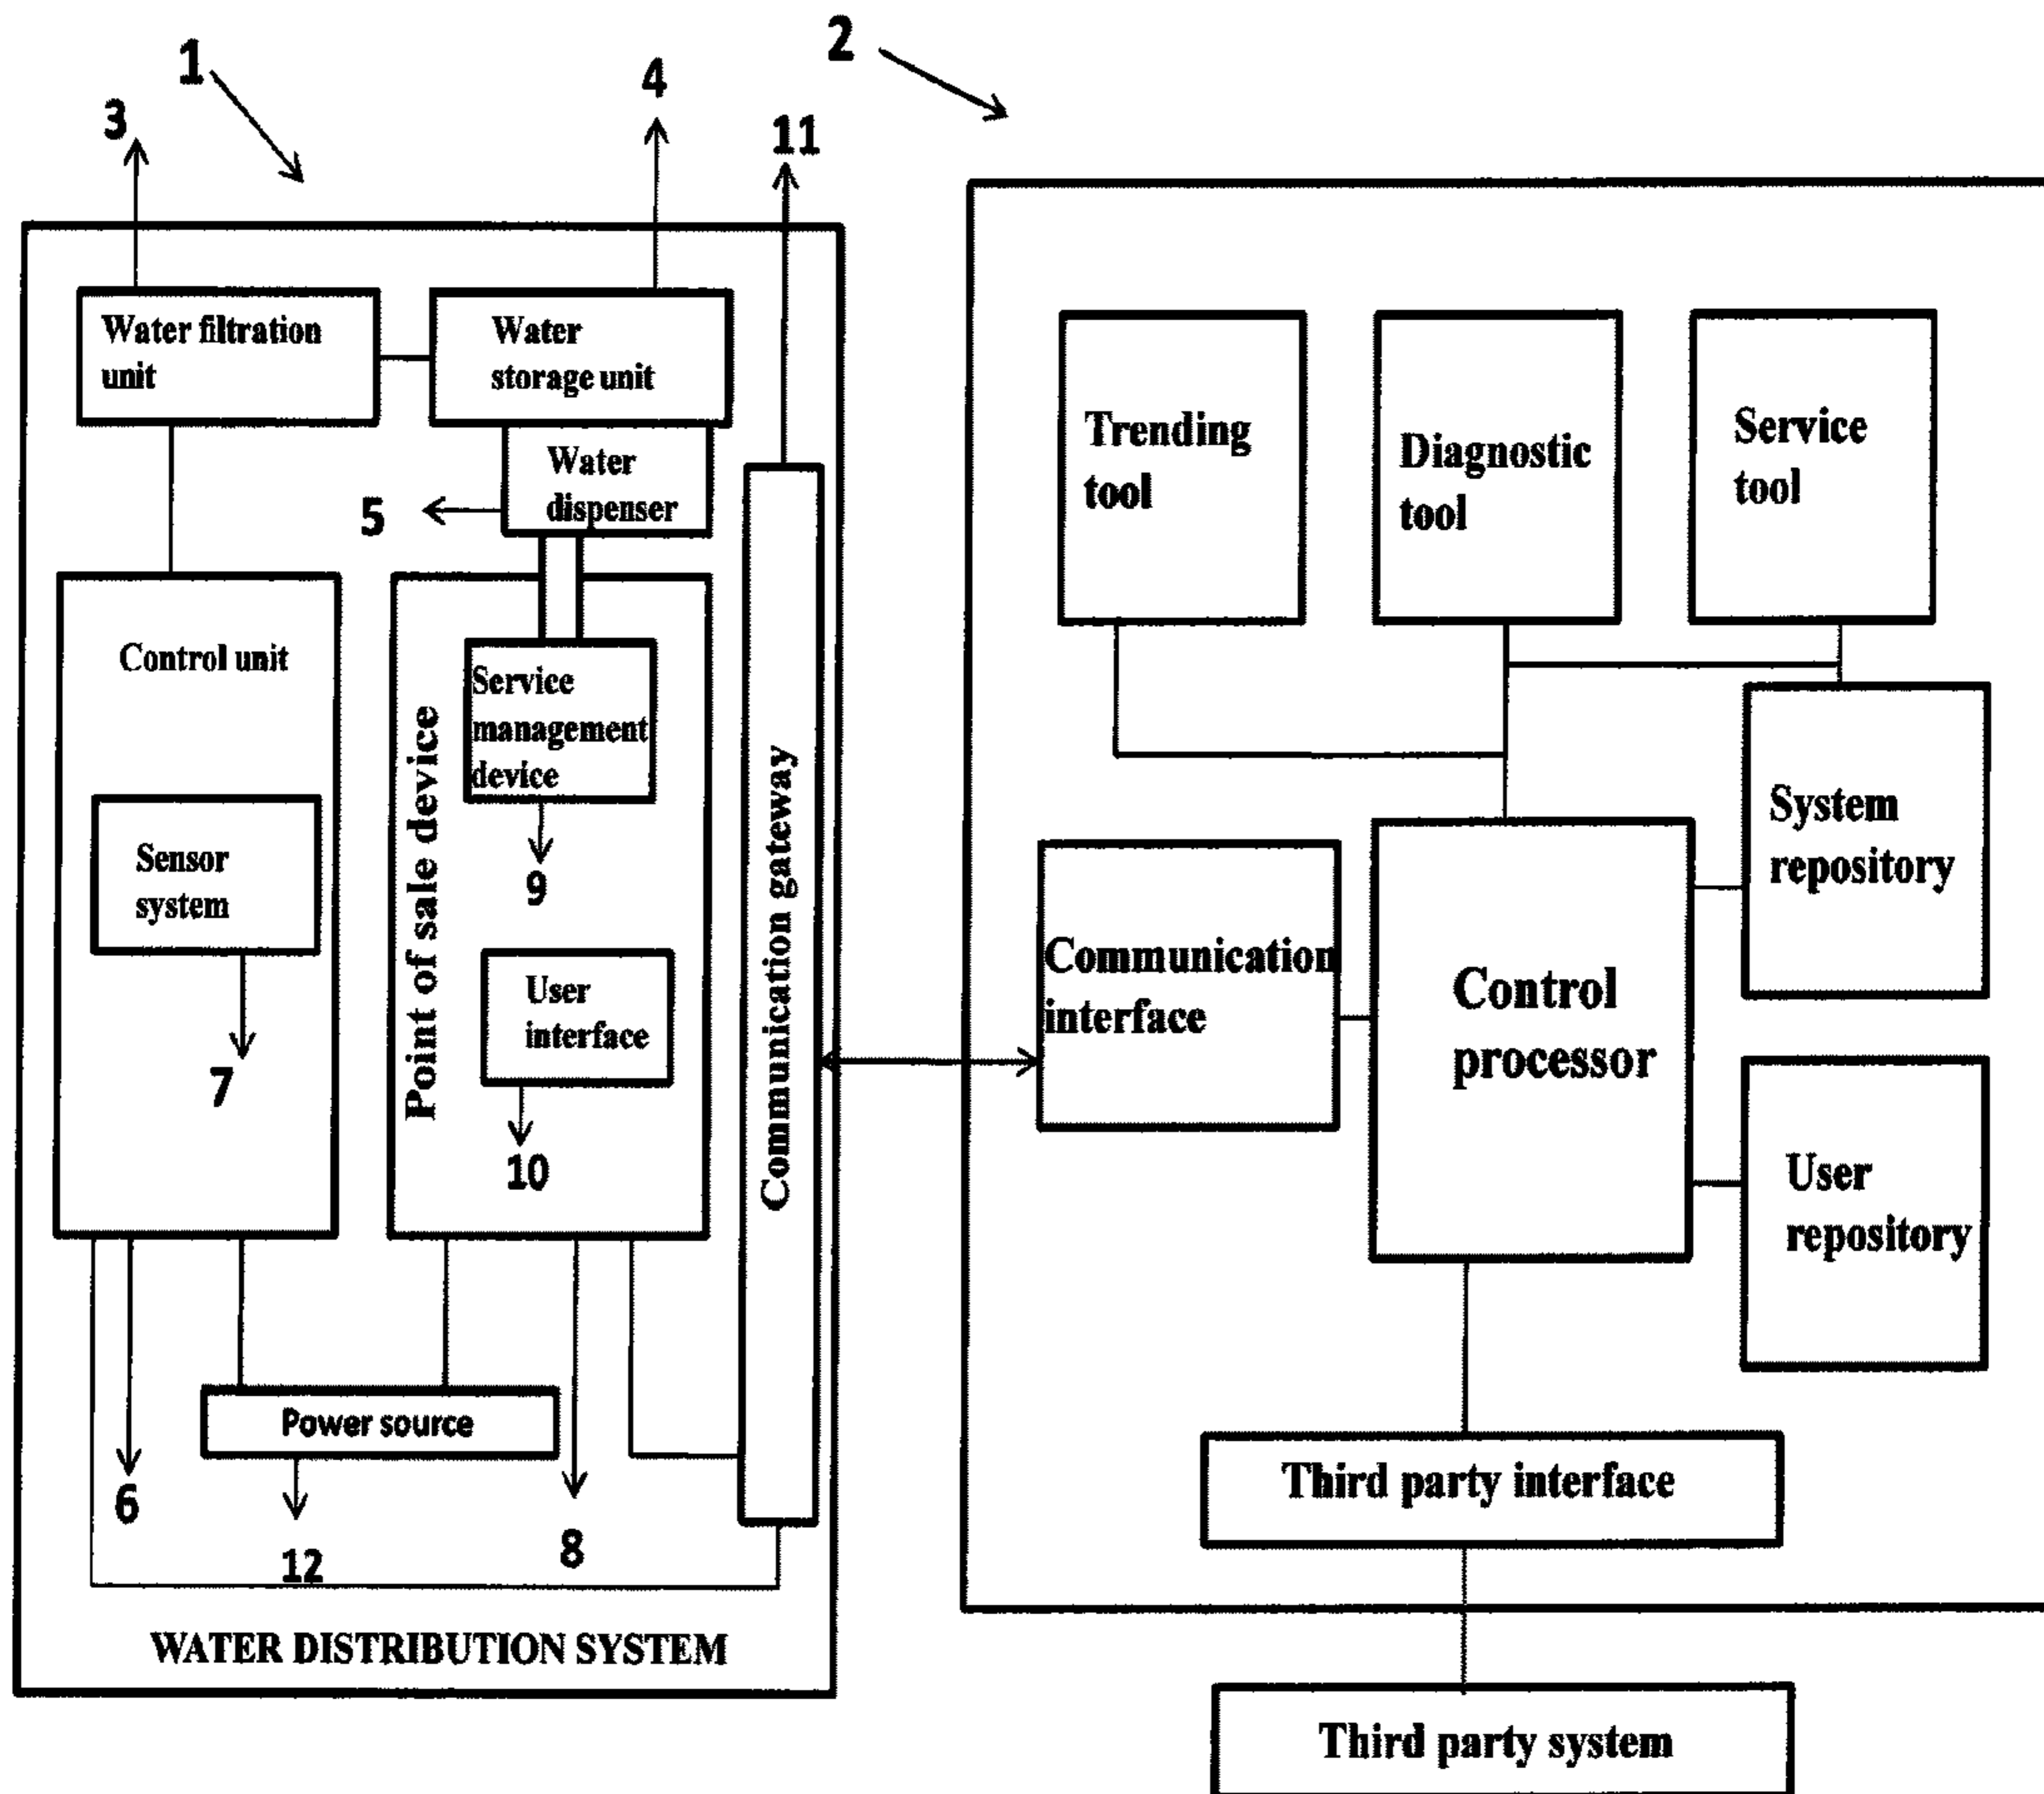 1
2
3
4
11
Water filtration
unit
Water
storage unit
Water
dispenser
5
Control unit
Sensor
system
7
Point of sale device
Service
management
device
9
User
interface
10
Communication gateway
Power source
6
12
8
WATER DISTRIBUTION SYSTEM
Trending
tool
Diagnostic
tool
Service
tool
System
repository
Communication
interface
Control
processor
User
repository
Third party interface
Third party system